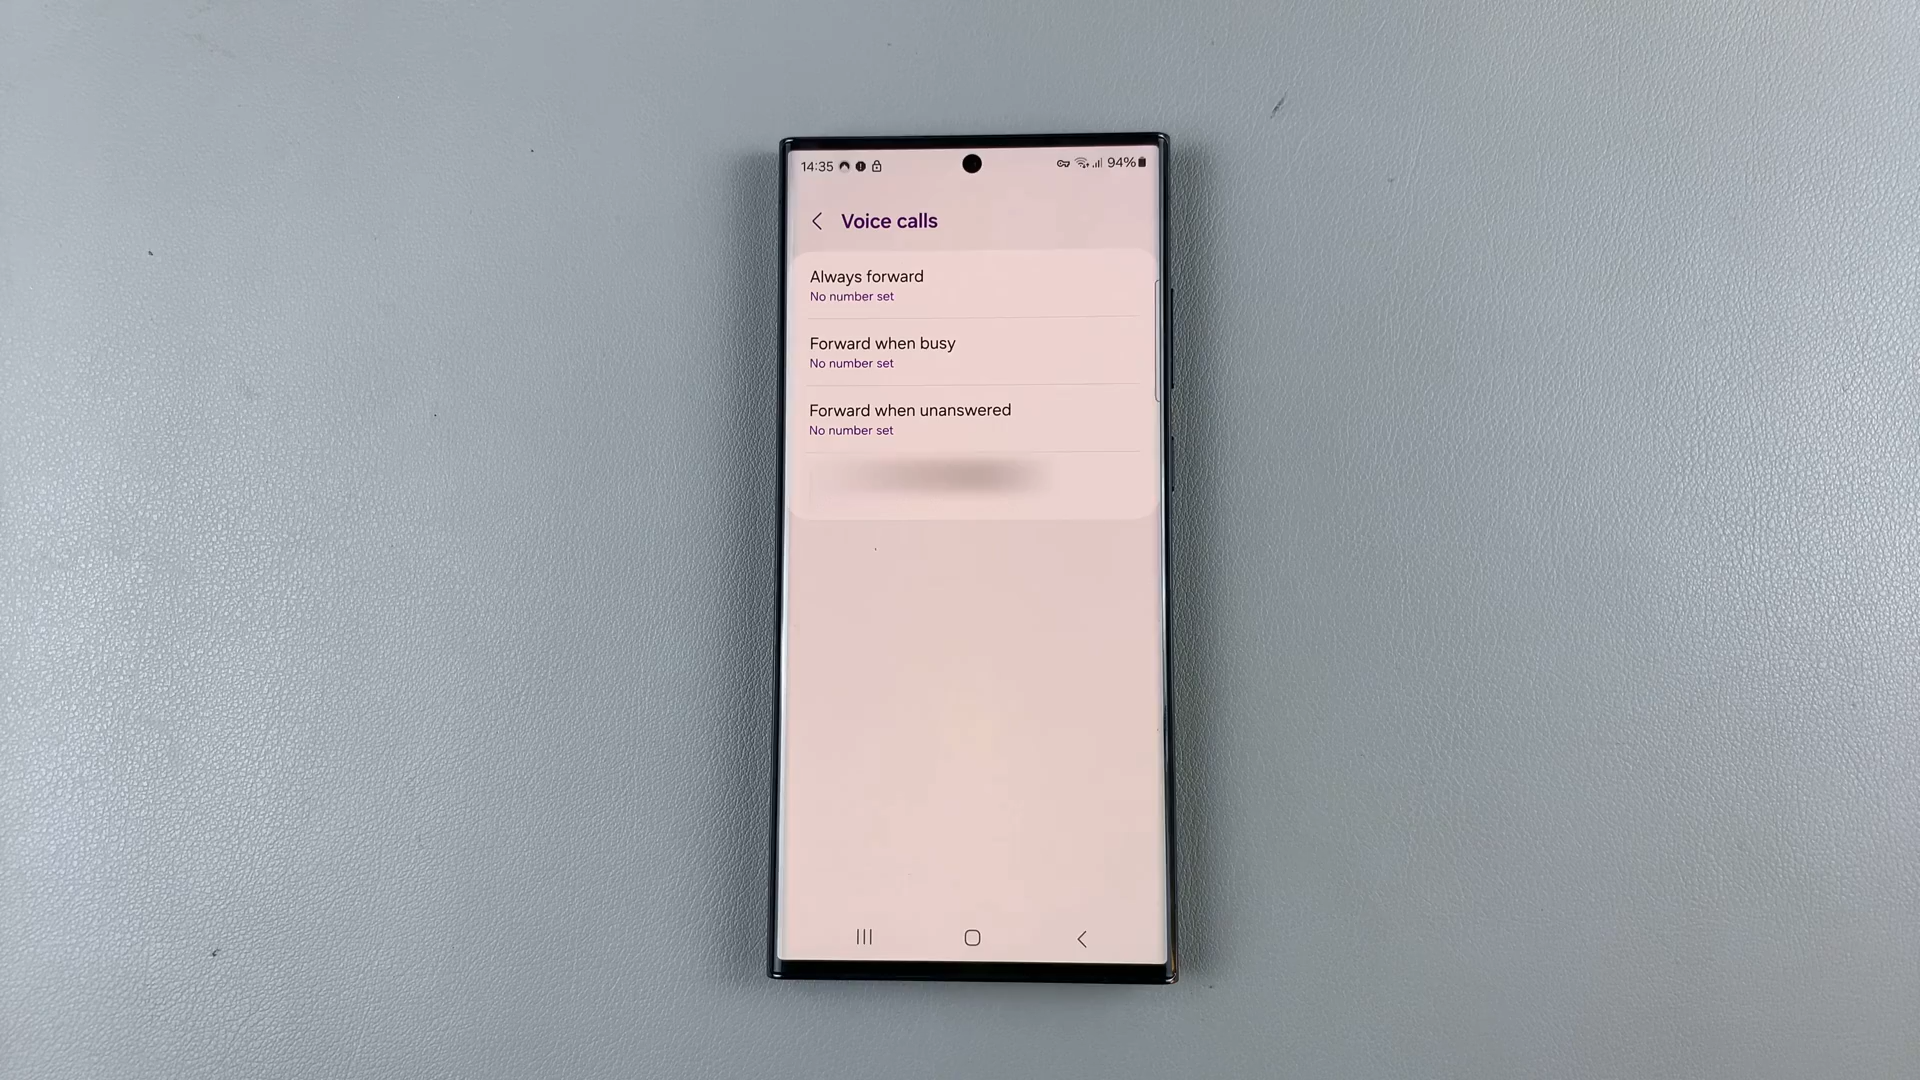 14:35 94%
Voice calls
Always forward
No number set
Forward when busy
No number set
Forward when unanswered
No number set